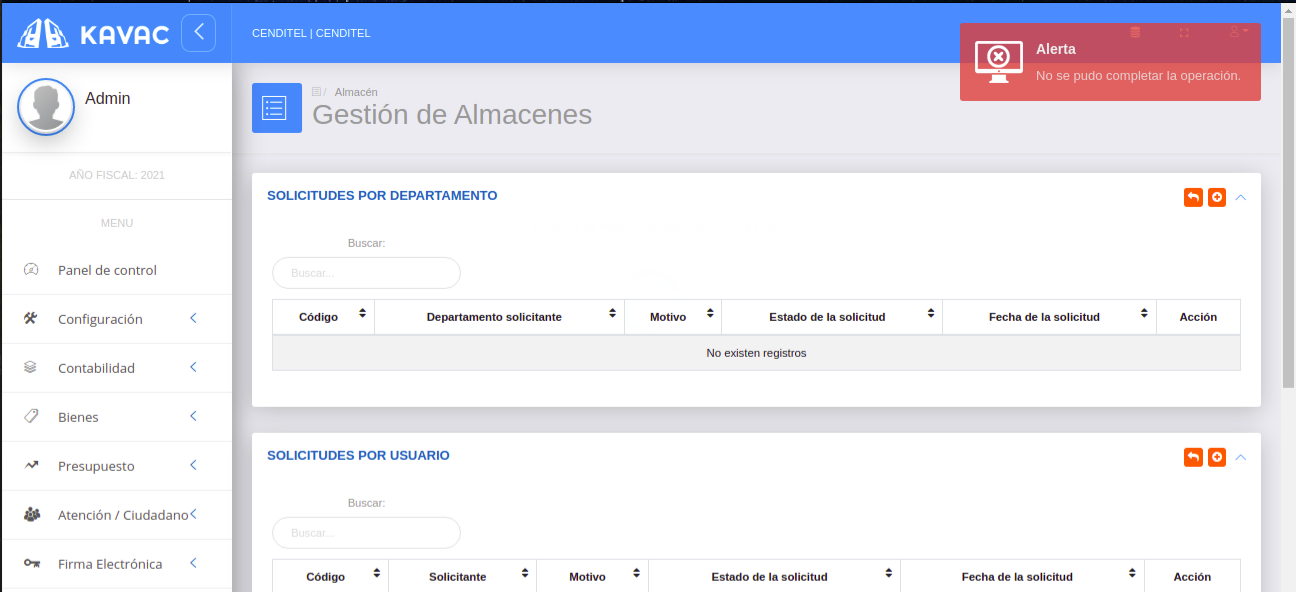 KAVAC
CENDITEL | CENDITEL
Alerta
No se pudo completar la operación.
Admin
/ Almacén
Gestión de Almacenes
AÑO FISCAL: 2021
MENU
Panel de control
Configuración
Contabilidad
Bienes
Presupuesto
Atención / Ciudadano
Firma Electrónica
SOLICITUDES POR DEPARTAMENTO
Buscar:
Buscar...
Código Departamento solicitante Motivo Estado de la solicitud Fecha de la solicitud Acción
No existen registros
SOLICITUDES POR USUARIO
Buscar:
Buscar...
Código Solicitante Motivo Estado de la solicitud Fecha de la solicitud Acción